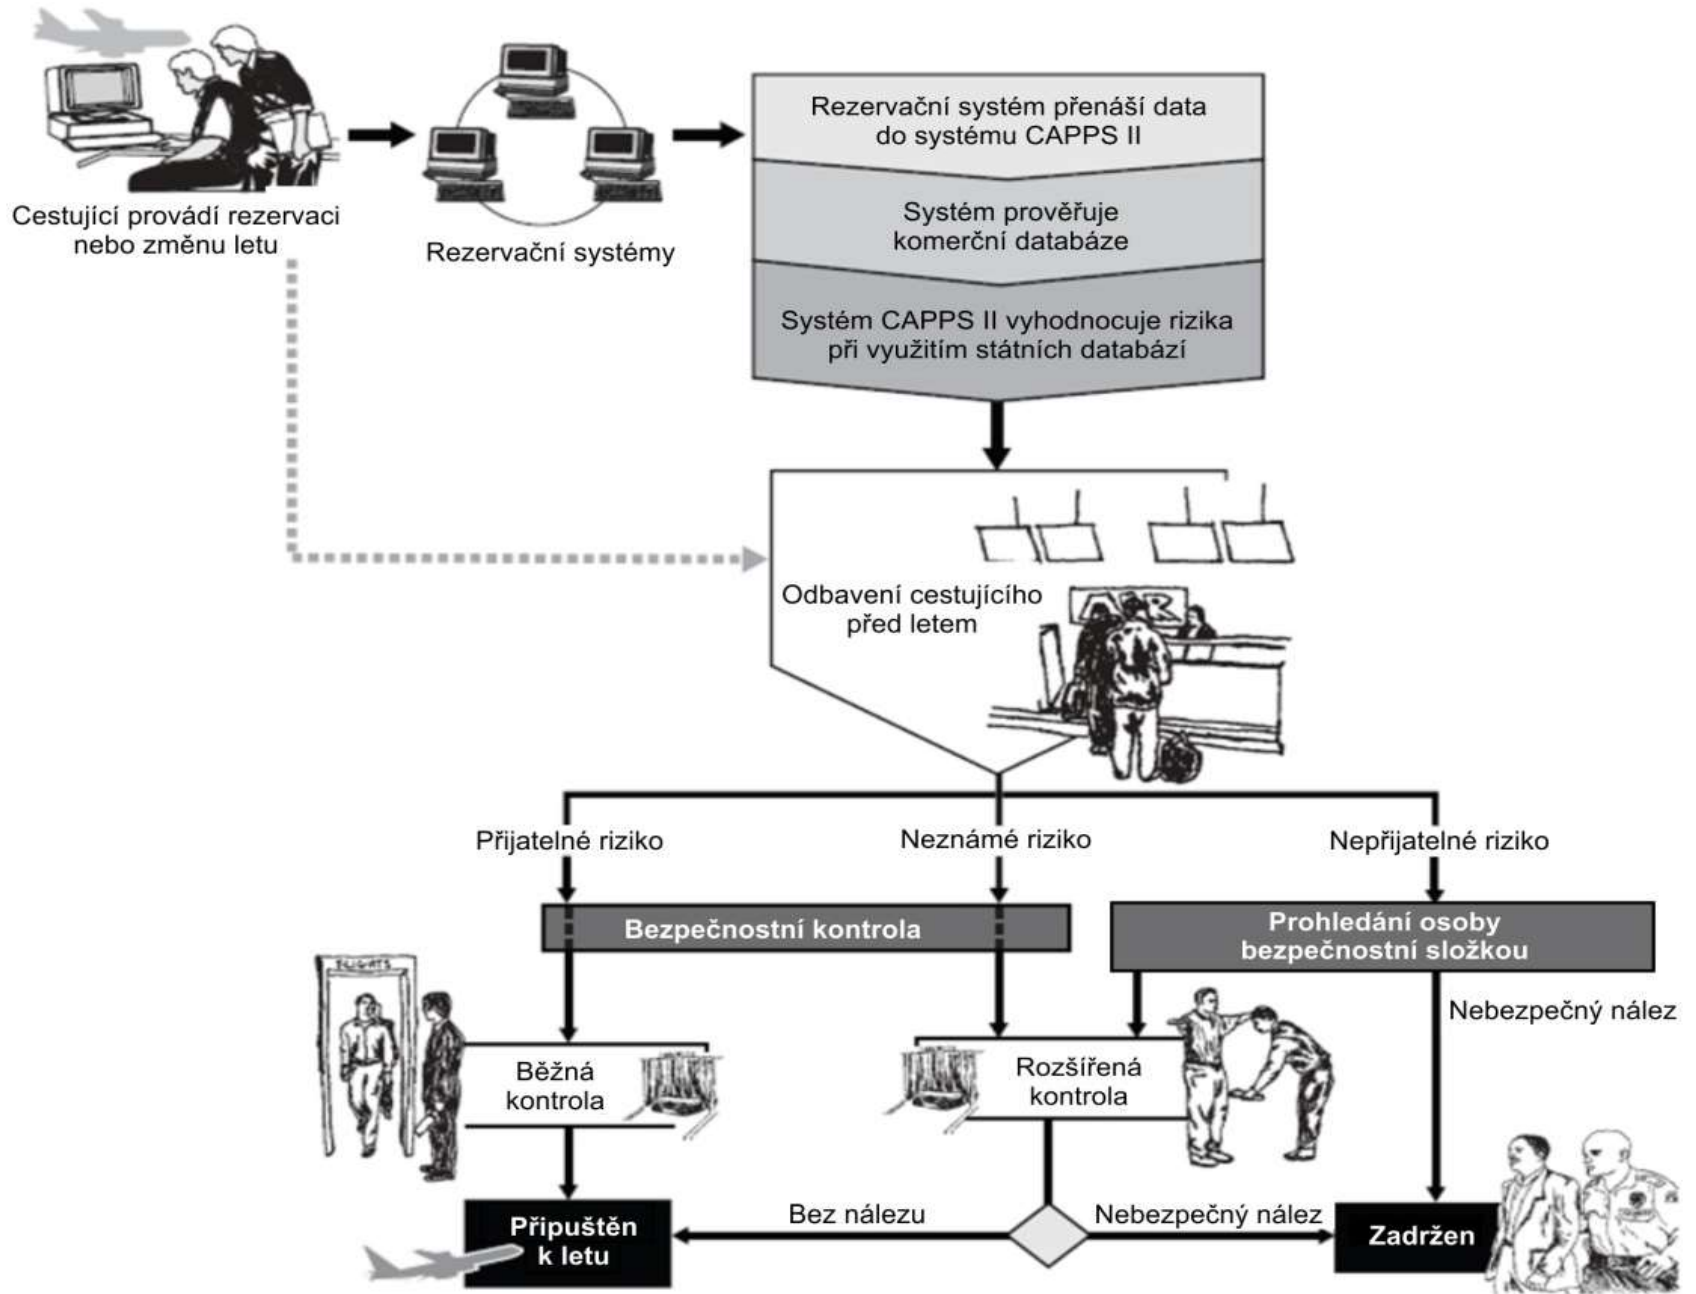 Cestující provádí rezervaci
nebo změnu letu
Rezervační systémy
Rezervační systém přenáší data
do systému CAPPS II
Systém prověřuje
komerční databáze
Systém CAPPS II vyhodnocuje rizika
při využitím státních databází
Odbavení cestujícího
před letem
AIR
Přijatelné riziko
Neznámé riziko
Nepřijatelné riziko
Bezpečnostní kontrola
Prohledání osoby
bezpečnostní složkou
FLIGHTS
Nebezpečný nález
Běžná
kontrola
Rozšířená
kontrola
Připuštěn
k letu
Bez nálezu
Nebezpečný nález
Zadržen